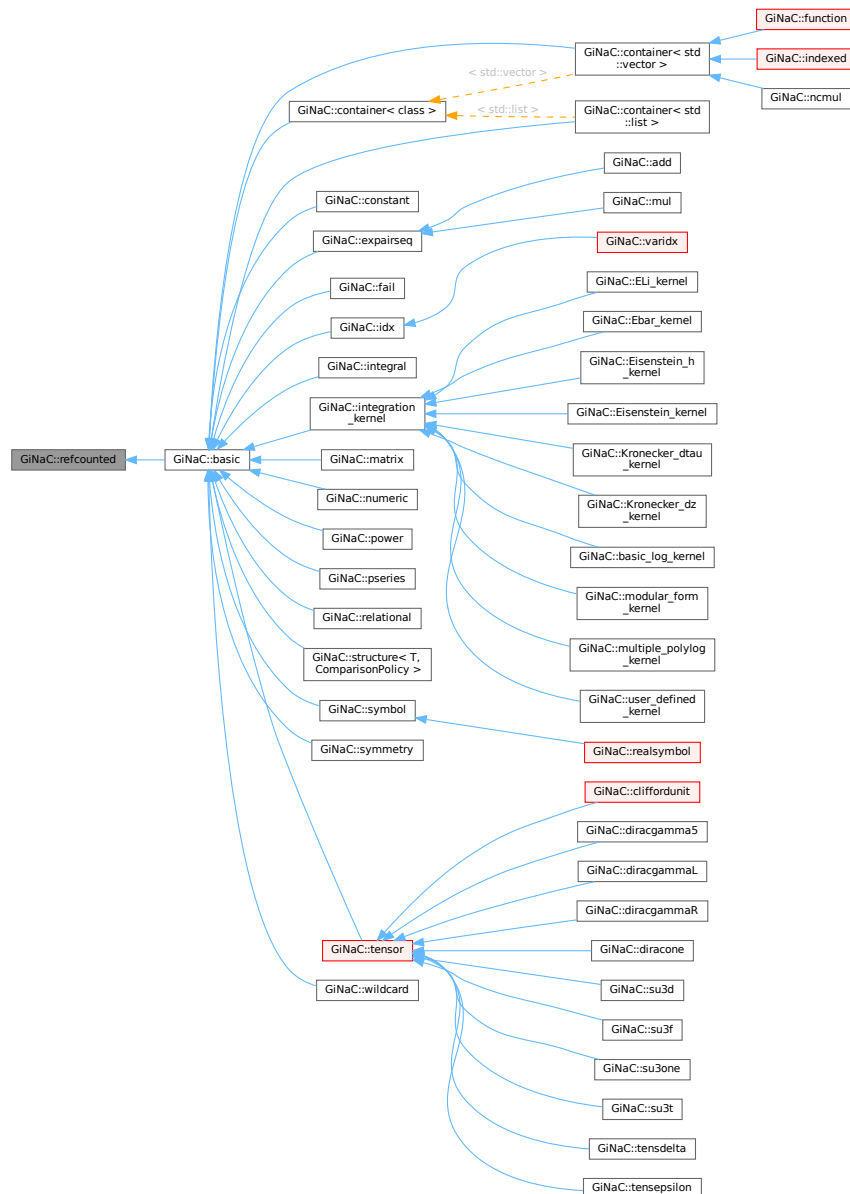 GiNaC::function
GiNaC::container< std
::vector >
GiNaC::indexed
< std::vector >
GiNaC::ncmul
GiNaC::container< class >
< std::list >
GiNaC::container< std
::list >
GiNaC::add
GiNaC::constant
GiNaC::mul
GiNaC::expairseq
GiNaC::varidx
GiNaC::fail
GiNaC::ELi_kernel
GiNaC::idx
GiNaC::Ebar_kernel
GiNaC::integral
GiNaC::Eisenstein_h
_kernel
GiNaC::integration
_kernel
GiNaC::Eisenstein_kernel
GiNaC::refcounted
GiNaC::basic
GiNaC::matrix
GiNaC::Kronecker_dtau
_kernel
GiNaC::numeric
GiNaC::Kronecker_dz
_kernel
GiNaC::power
GiNaC::basic_log_kernel
GiNaC::pseries
GiNaC::modular_form
_kernel
GiNaC::relational
GiNaC::structure< T,
ComparisonPolicy >
GiNaC::multiple_polylog
_kernel
GiNaC::symbol
GiNaC::user_defined
_kernel
GiNaC::symmetry
GiNaC::realsymbol
GiNaC::cliffordunit
GiNaC::diracgamma5
GiNaC::diracgammaL
GiNaC::diracgammaR
GiNaC::tensor
GiNaC::diracone
GiNaC::wildcard
GiNaC::su3d
GiNaC::su3f
GiNaC::su3one
GiNaC::su3t
GiNaC::tensdelta
GiNaC::tensepsilon